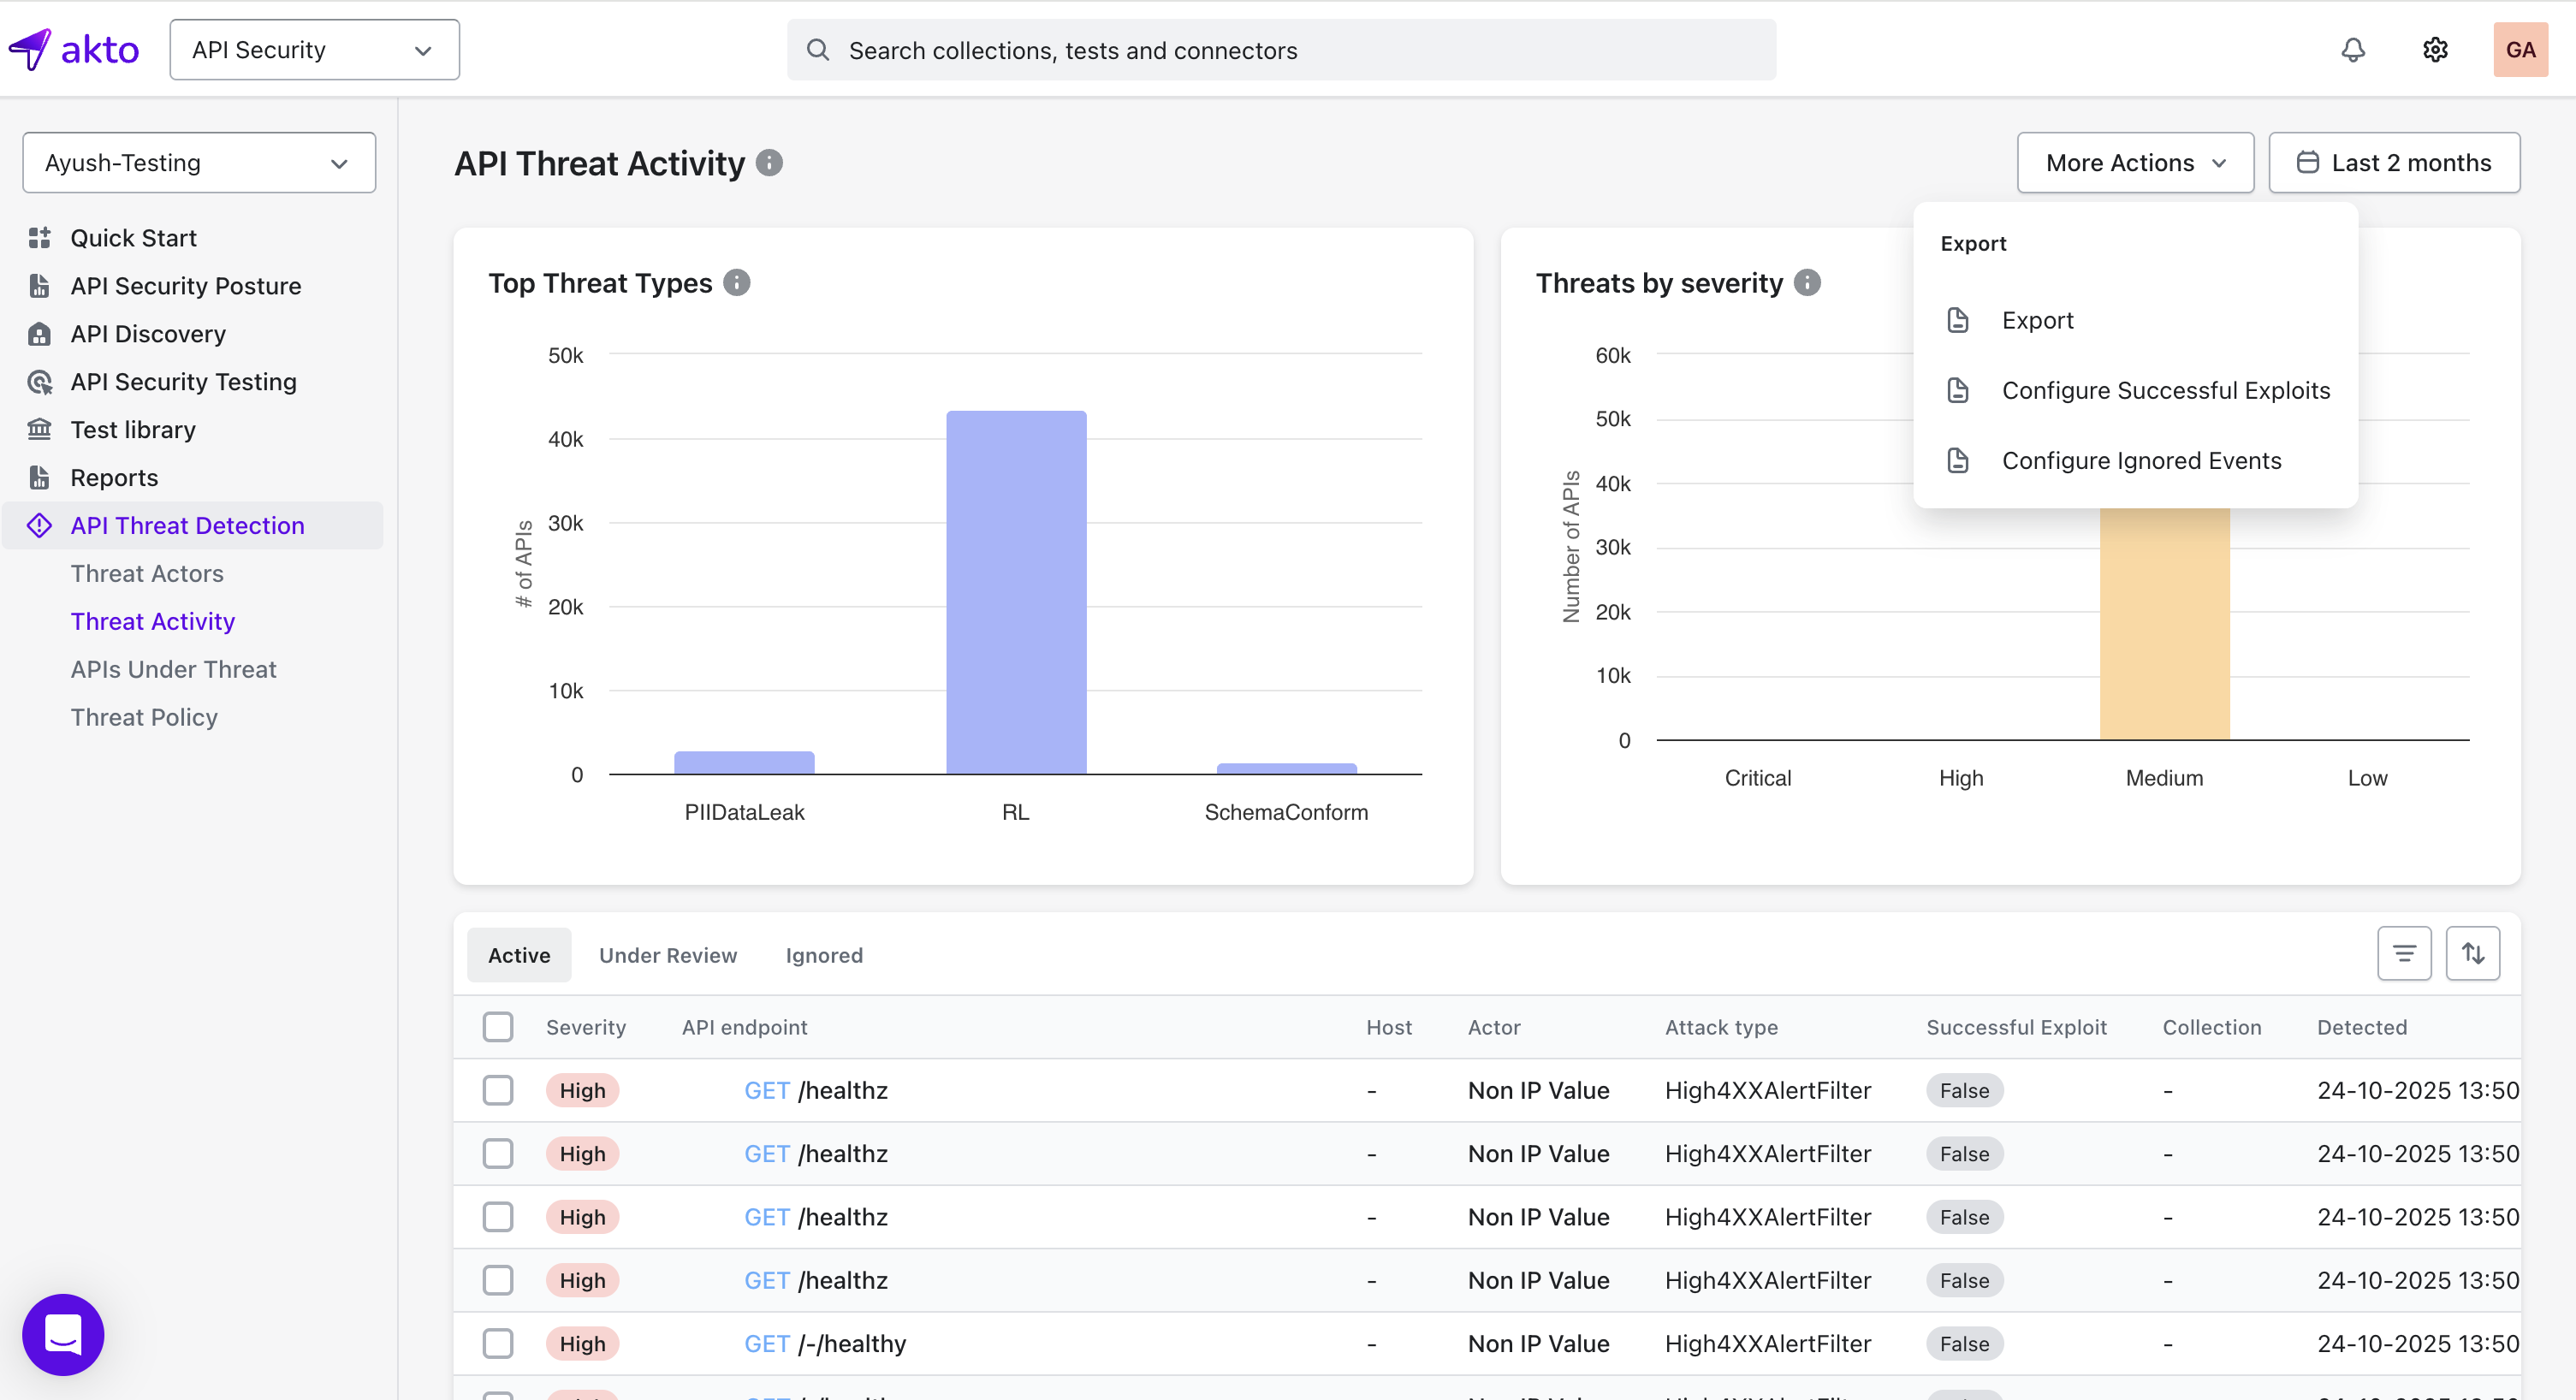 akto
API Security
Search collections, tests and connectors
GA
Ayush-Testing
Quick Start
API Security Posture
API Discovery
API Security Testing
Test library
Reports
API Threat Detection
Threat Actors
Threat Activity
APIs Under Threat
Threat Policy
API Threat Activity
More Actions
Last 2 months
Export
Export
Configure Successful Exploits
Configure Ignored Events
Top Threat Types
# of APIs
50k
40k
30k
20k
10k
0
PIIDataLeak RL SchemaConform
Threats by severity
Number of APIs
60k
50k
40k
30k
20k
10k
0
Critical High Medium Low
Active Under Review Ignored
Severity API endpoint Host Actor Attack type Successful Exploit Collection Detected
High GET /healthz - Non IP Value High4XXAlertFilter False - 24-10-2025 13:50
High GET /healthz - Non IP Value High4XXAlertFilter False - 24-10-2025 13:50
High GET /healthz - Non IP Value High4XXAlertFilter False - 24-10-2025 13:50
High GET /healthz - Non IP Value High4XXAlertFilter False - 24-10-2025 13:50
High GET /-/healthy - Non IP Value High4XXAlertFilter False - 24-10-2025 13:50